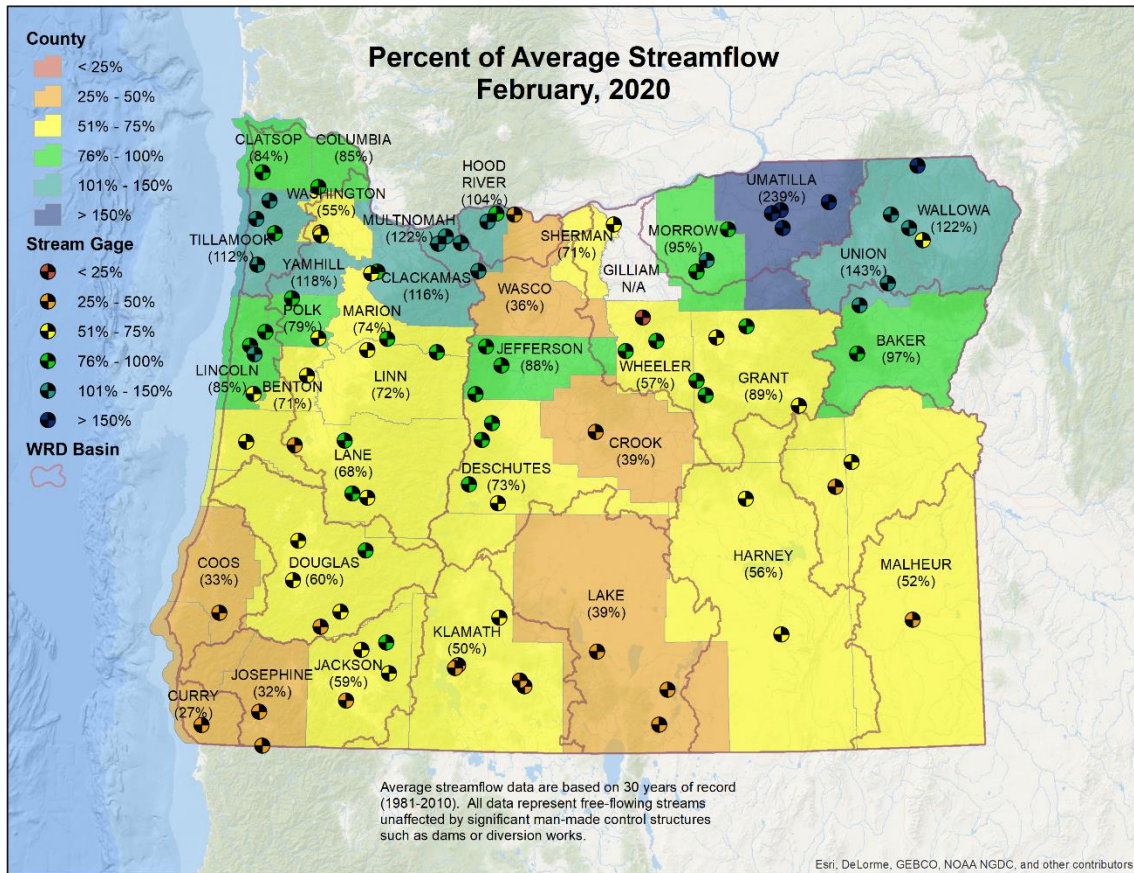 Percent of Average Streamflow
February, 2020
County
< 25%
25% - 50%
51% - 75%
76% - 100%
101% - 150%
> 150%
Stream Gage
< 25%
25% - 50%
51% - 75%
76% - 100%
101% - 150%
> 150%
WRD Basin
CLATSOP
(84%)
COLUMBIA
(85%)
HOOD
RIVER
(104%)
WASHINGTON
(55%)
MULTNOMAH
(122%)
TILLAMOOK
(112%)
YAMHILL
(118%)
CLACKAMAS
(116%)
SHERMAN
(71%)
GILLIAM
N/A
MORROW
(95%)
UMATILLA
(239%)
WALLOWA
(122%)
UNION
(143%)
WASCO
(36%)
POLK
(79%)
MARION
(74%)
JEFFERSON
(88%)
WHEELER
(57%)
GRANT
(89%)
BAKER
(97%)
LINCOLN
(85%)
BENTON
(71%)
LINN
(72%)
CROOK
(39%)
LANE
(68%)
DESCHUTES
(73%)
COOS
(33%)
DOUGLAS
(60%)
LAKE
(39%)
HARNEY
(56%)
MALHEUR
(52%)
KLAMATH
(50%)
JACKSON
(59%)
JOSEPHINE
(32%)
CURRY
(27%)
Average streamflow data are based on 30 years of record
(1981-2010). All data represent free-flowing streams
unaffected by significant man-made control structures
such as dams or diversion works.
Esri, DeLorme, GEBCO, NOAA NGDC, and other contributors